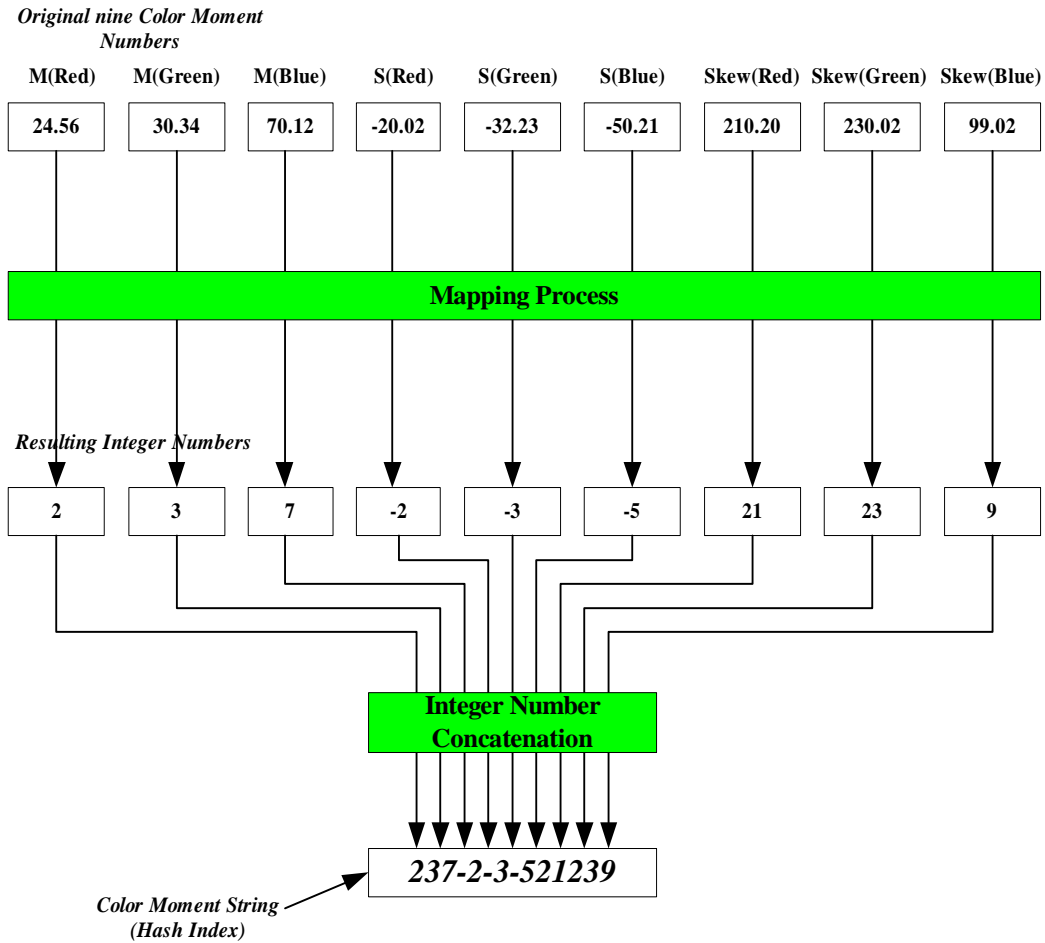 Original nine Color Moment
Numbers
M(Red) M(Green) M(Blue) S(Red) S(Green) S(Blue) Skew(Red) Skew(Green) Skew(Blue)
24.56 30.34 70.12 -20.02 -32.23 -50.21 210.20 230.02 99.02
Mapping Process
Resulting Integer Numbers
2 3 7 -2 -3 -5 21 23 9
Integer Number
Concatenation
237-2-3-521239
Color Moment String
(Hash Index)